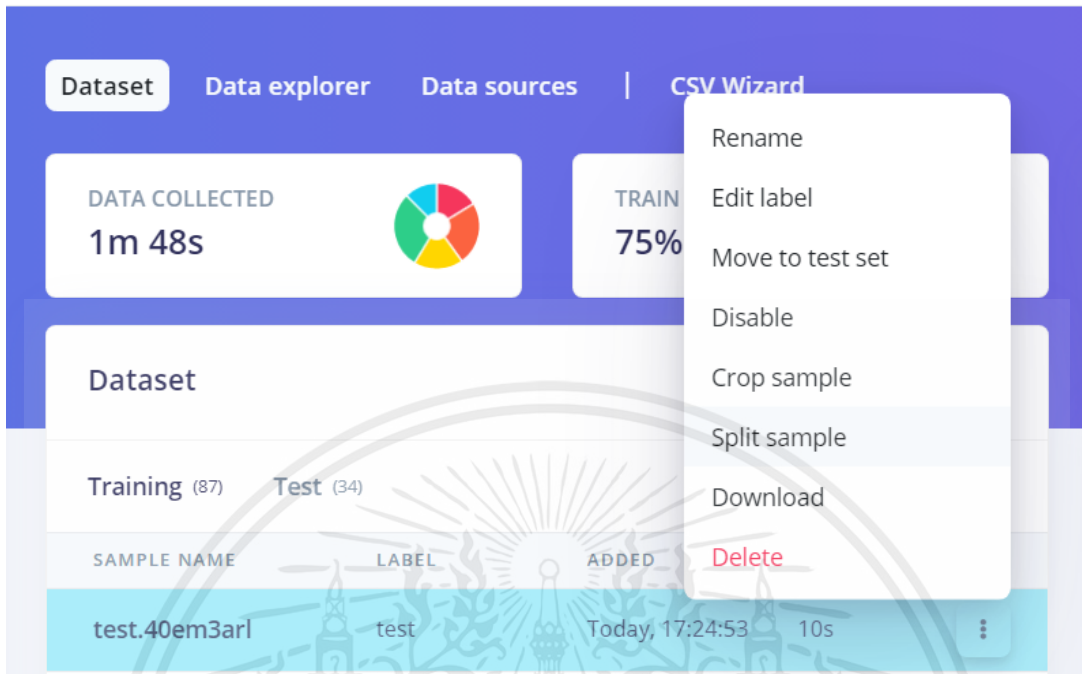 Dataset Data explorer Data sources | CSV Wizard
DATA COLLECTED
1m 48s
TRAIN
75%
Rename
Edit label
Move to test set
Disable
Crop sample
Split sample
Download
Delete
Dataset
Training (87) Test (34)
SAMPLE NAME LABEL ADDED
test.40em3arl test Today, 17:24:53 10s